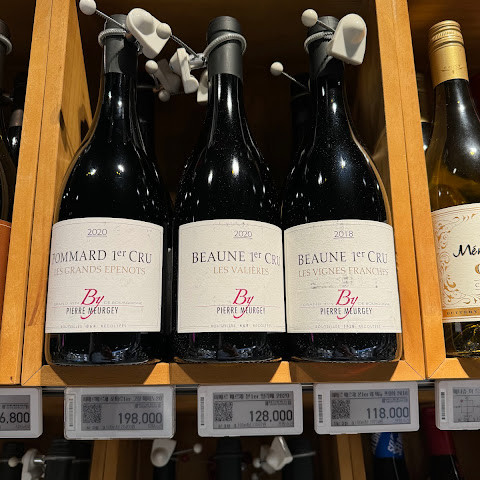 2020
POMMARD 1er CRU
LES GRANDS EPENOTS
By
PIERRE MEURGEY
2020
BEAUNE 1er CRU
LES VALIÈRES
By
PIERRE MEURGEY
2018
BEAUNE 1er CRU
LES VIGNES FRANCHES
By
PIERRE MEURGEY
6,800
198,000
128,000
118,000